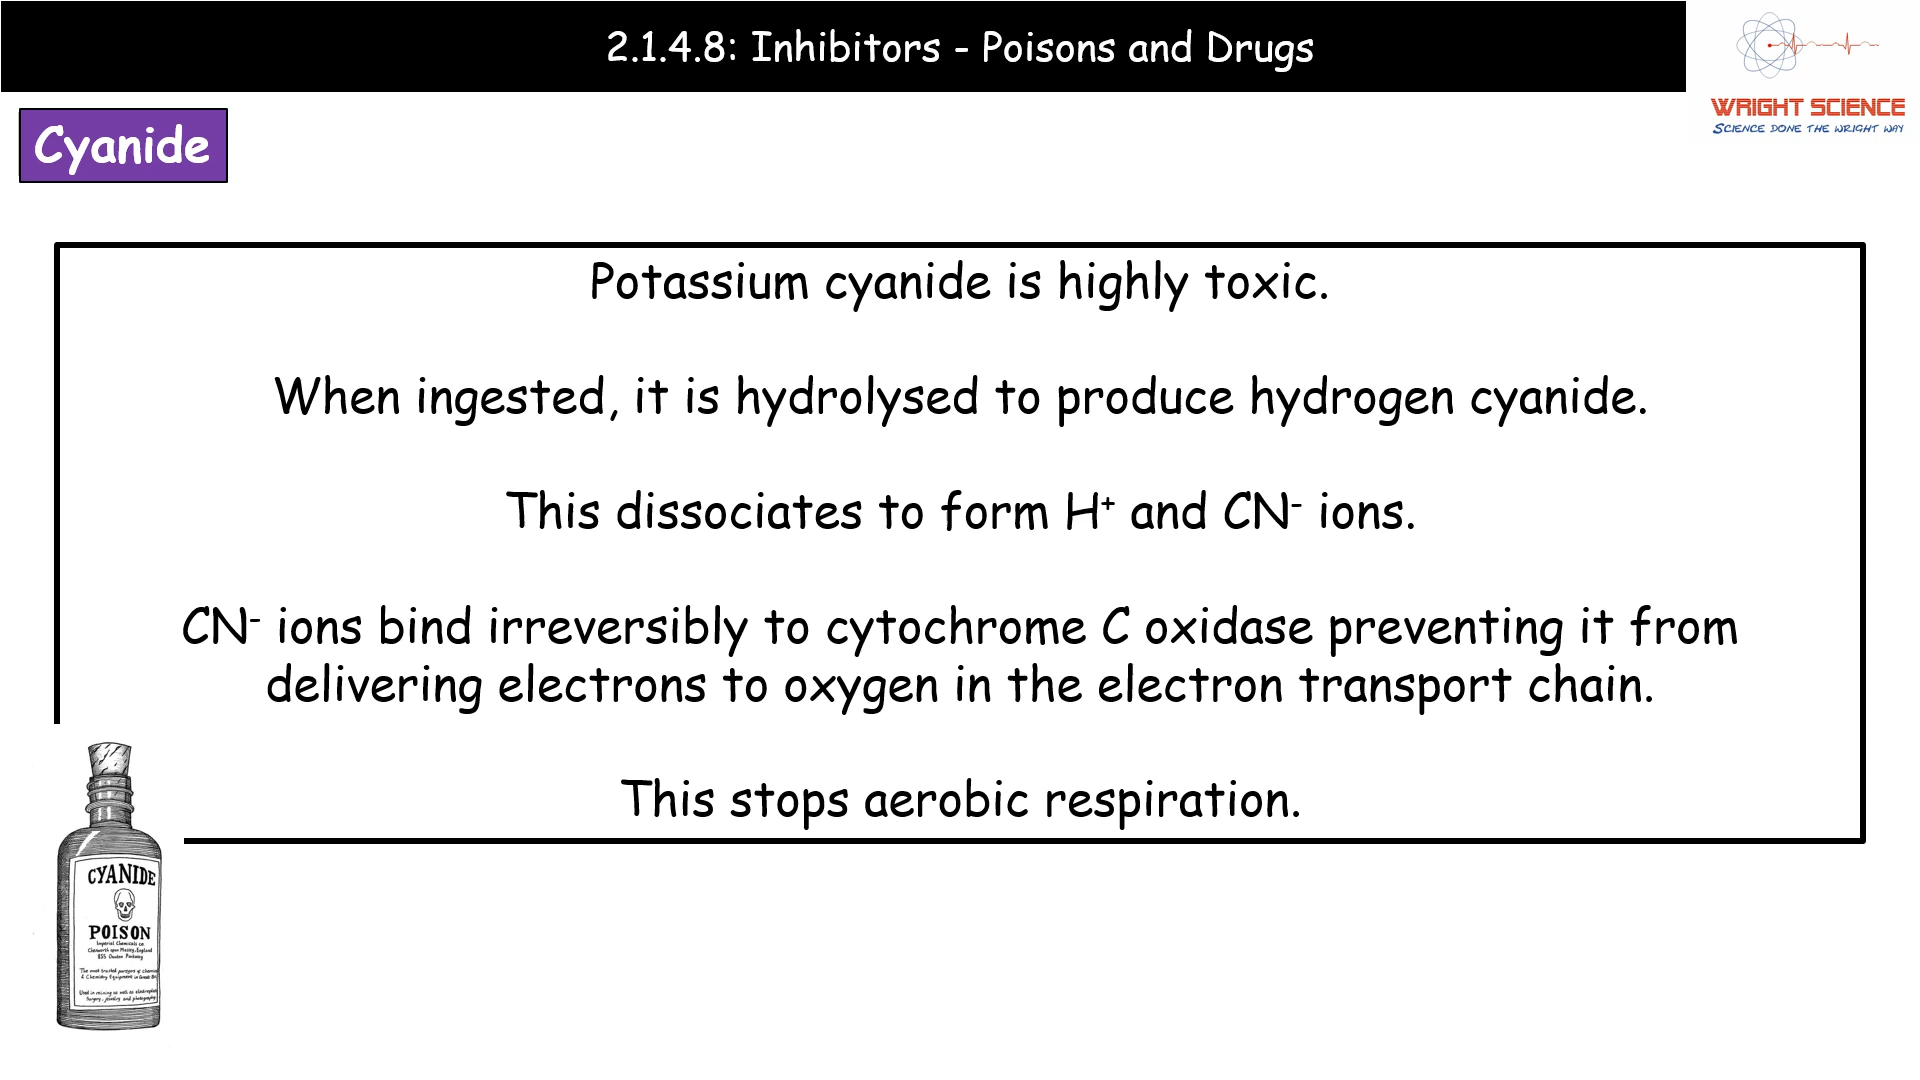 2.1.4.8: Inhibitors - Poisons and Drugs
WRIGHT SCIENCE
SCIENCE DONE THE WRIGHT WAY
Cyanide
Potassium cyanide is highly toxic.
When ingested, it is hydrolysed to produce hydrogen cyanide.
This dissociates to form H⁺ and CN⁻ ions.
CN⁻ ions bind irreversibly to cytochrome C oxidase preventing it from
delivering electrons to oxygen in the electron transport chain.
This stops aerobic respiration.
CYANIDE
POISON
Imperial Chemicals co.